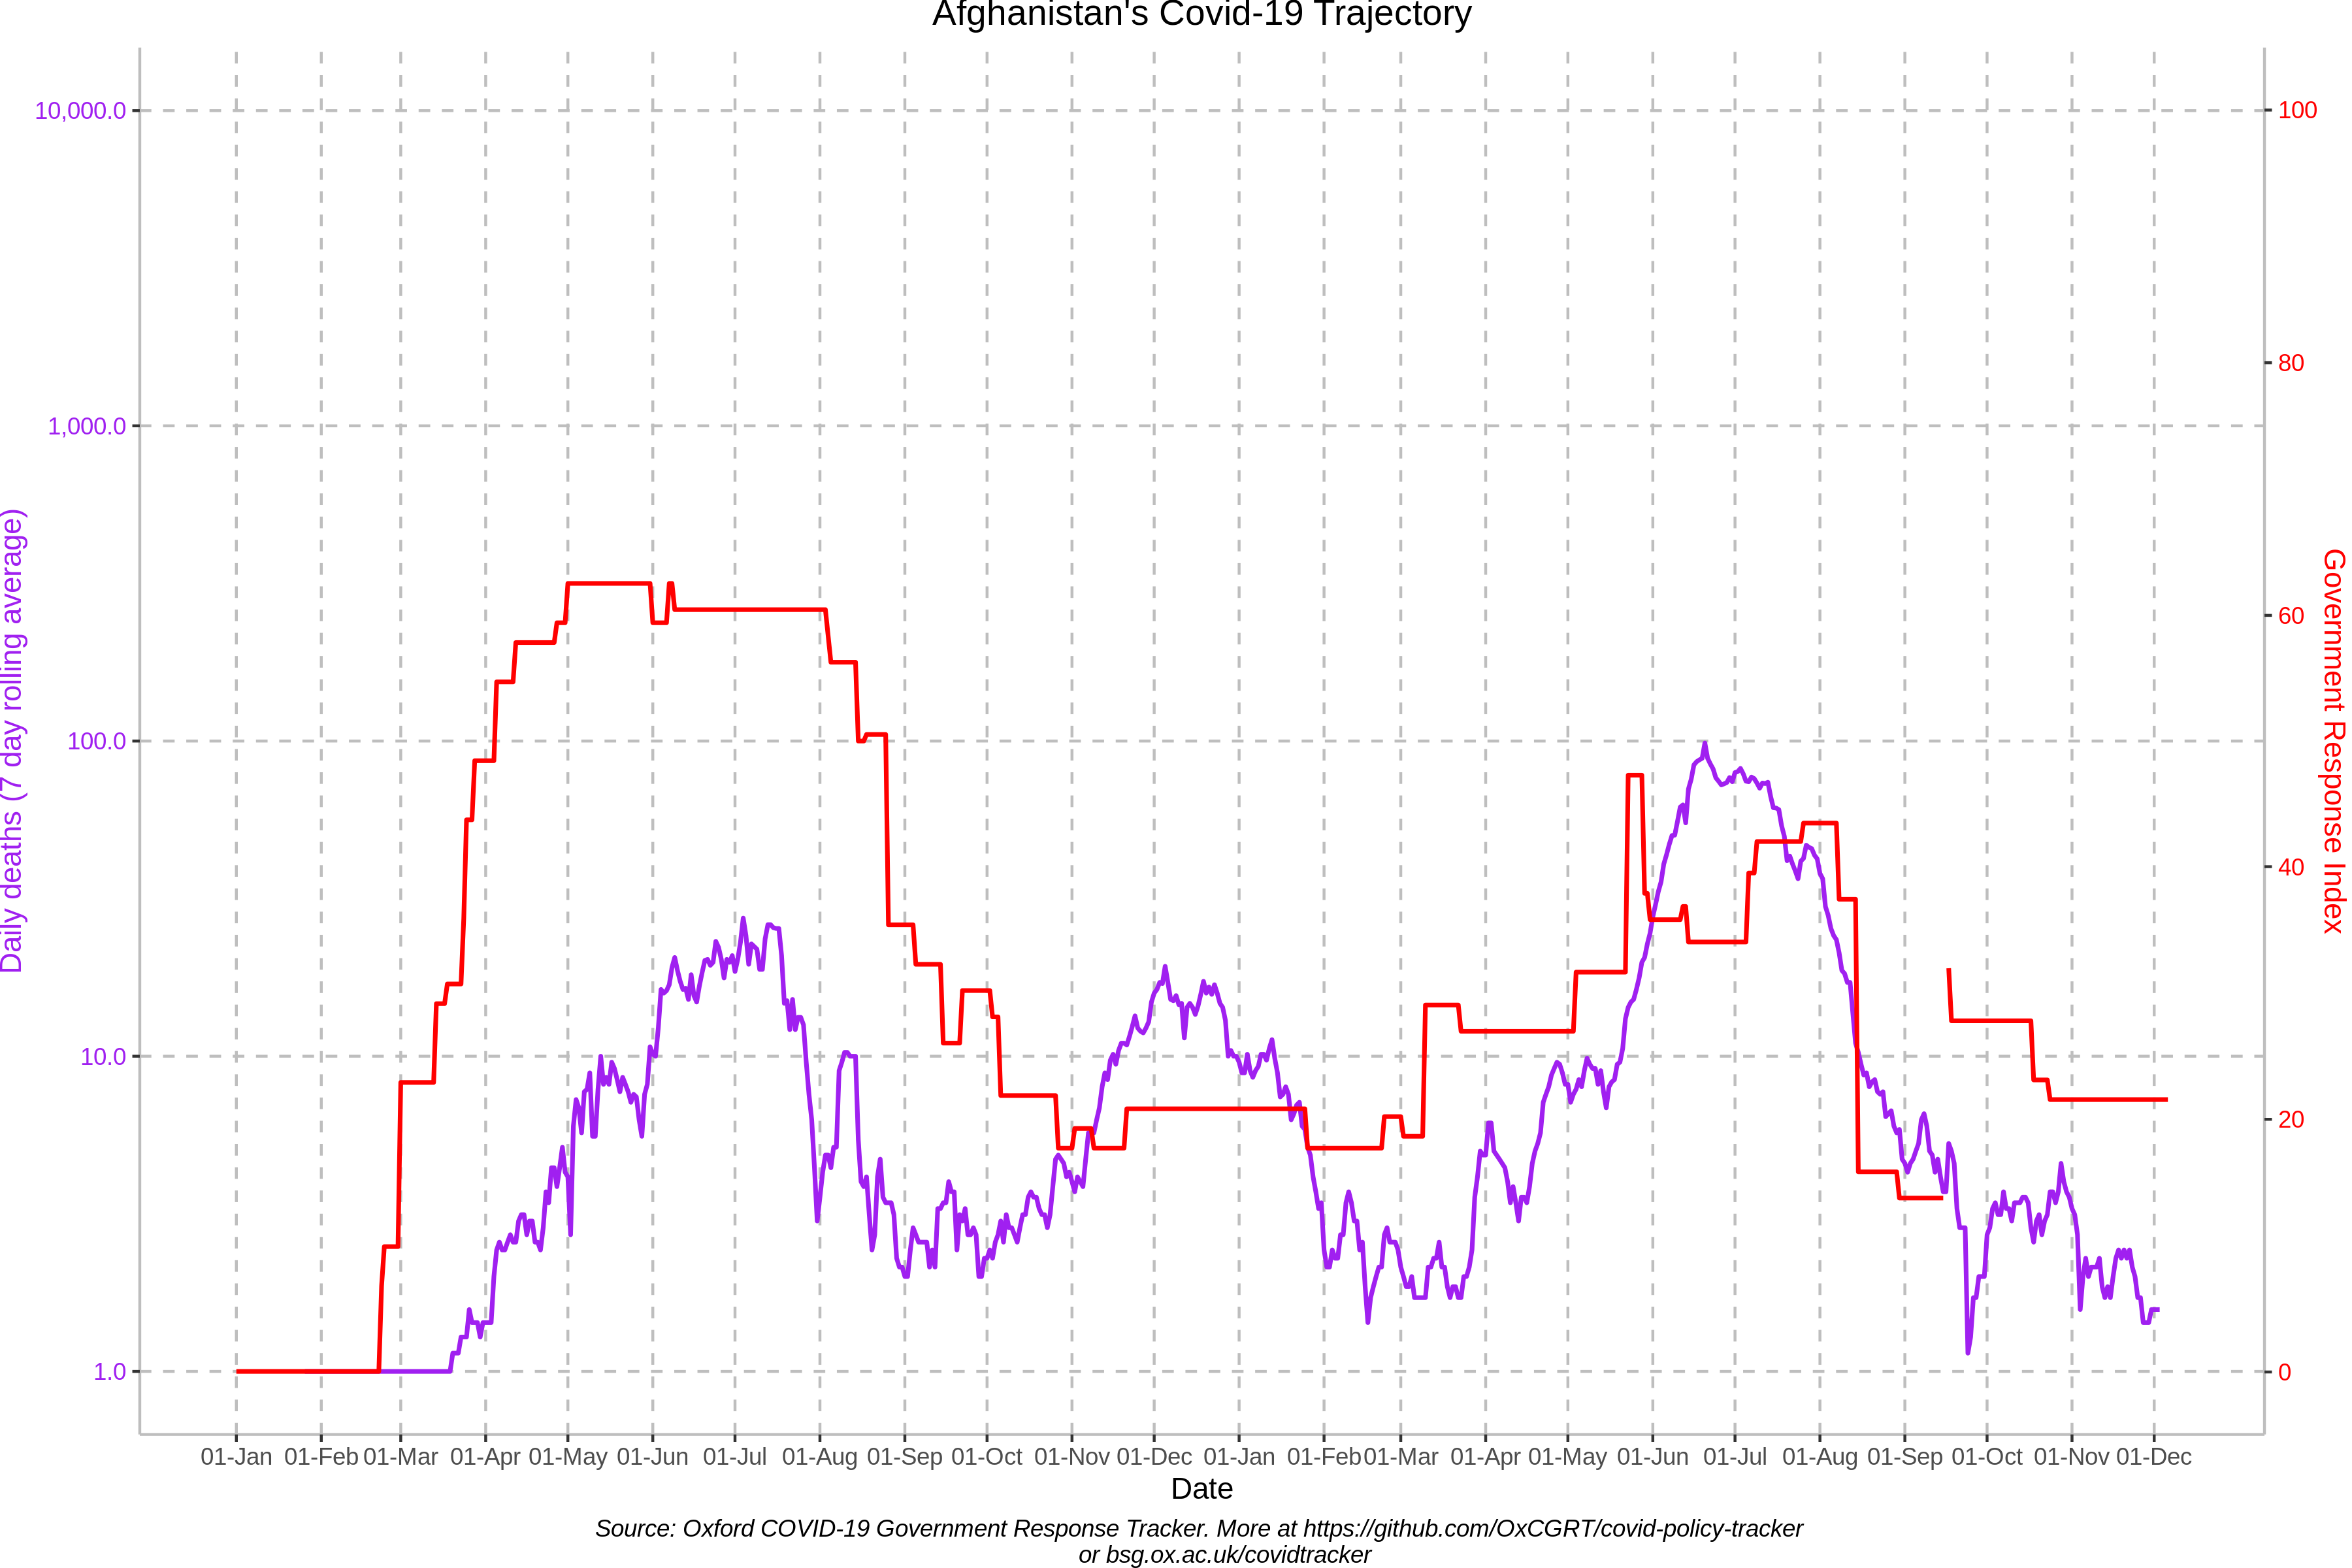 Afghanistan's Covid-19 Trajectory
10,000.0
1,000.0
100.0
10.0
1.0
Daily deaths (7 day rolling average)
100
80
60
40
20
0
Government Response Index
01-Jan 01-Feb 01-Mar 01-Apr 01-May 01-Jun 01-Jul 01-Aug 01-Sep 01-Oct 01-Nov 01-Dec 01-Jan 01-Feb 01-Mar 01-Apr 01-May 01-Jun 01-Jul 01-Aug 01-Sep 01-Oct 01-Nov 01-Dec
Date
Source: Oxford COVID-19 Government Response Tracker. More at https://github.com/OxCGRT/covid-policy-tracker
or bsg.ox.ac.uk/covidtracker